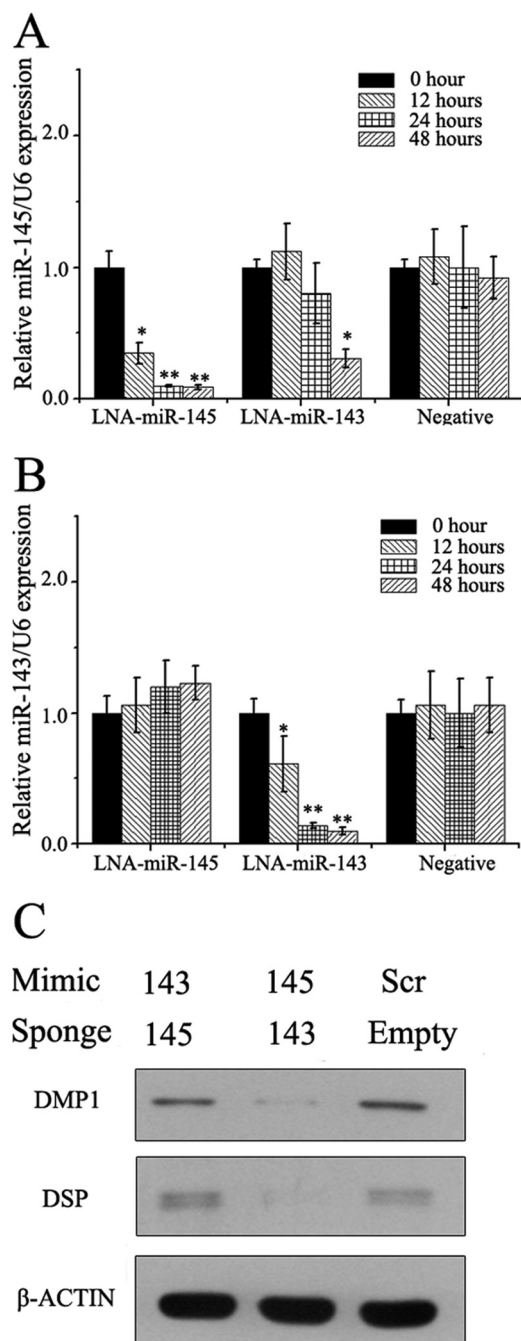 A
Relative miR-145/U6 expression
2.0
1.0
0.0
0 hour
12 hours
24 hours
48 hours
*
**
**
*
LNA-miR-145
LNA-miR-143
Negative
B
Relative miR-143/U6 expression
2.0
1.0
0.0
0 hour
12 hours
24 hours
48 hours
*
**
**
LNA-miR-145
LNA-miR-143
Negative
C
Mimic 143 145 Scr
Sponge 145 143 Empty
DMP1
DSP
β-ACTIN